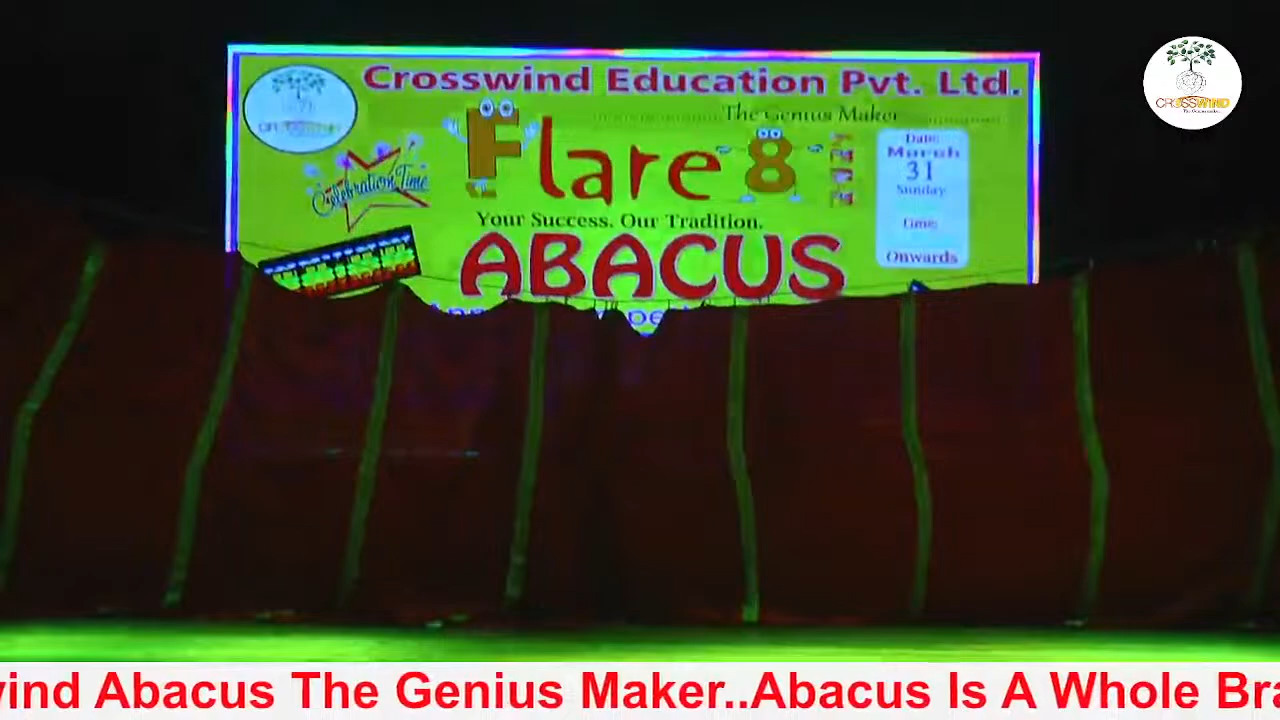 Crosswind Education Pvt. Ltd.
The Genius Maker
Flare 8
Celebration Time
Date:
March
31
Sunday
Time:
Onwards
Your Success. Our Tradition.
ABACUS
CROSSWIND
wind Abacus The Genius Maker..Abacus Is A Whole Bra